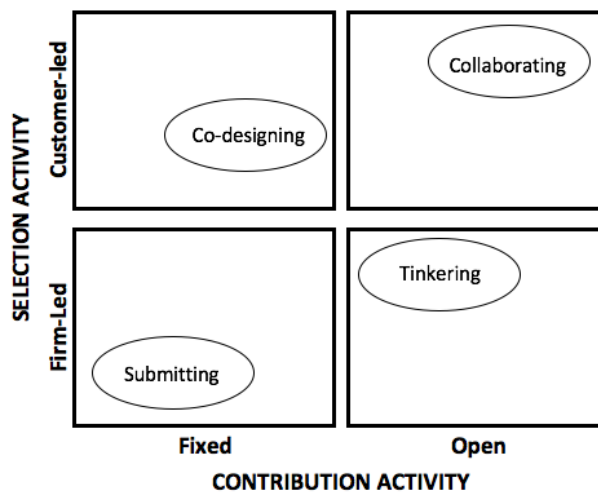 SELECTION ACTIVITY
Customer-led
Firm-Led
Collaborating
Co-designing
Tinkering
Submitting
Fixed
Open
CONTRIBUTION ACTIVITY